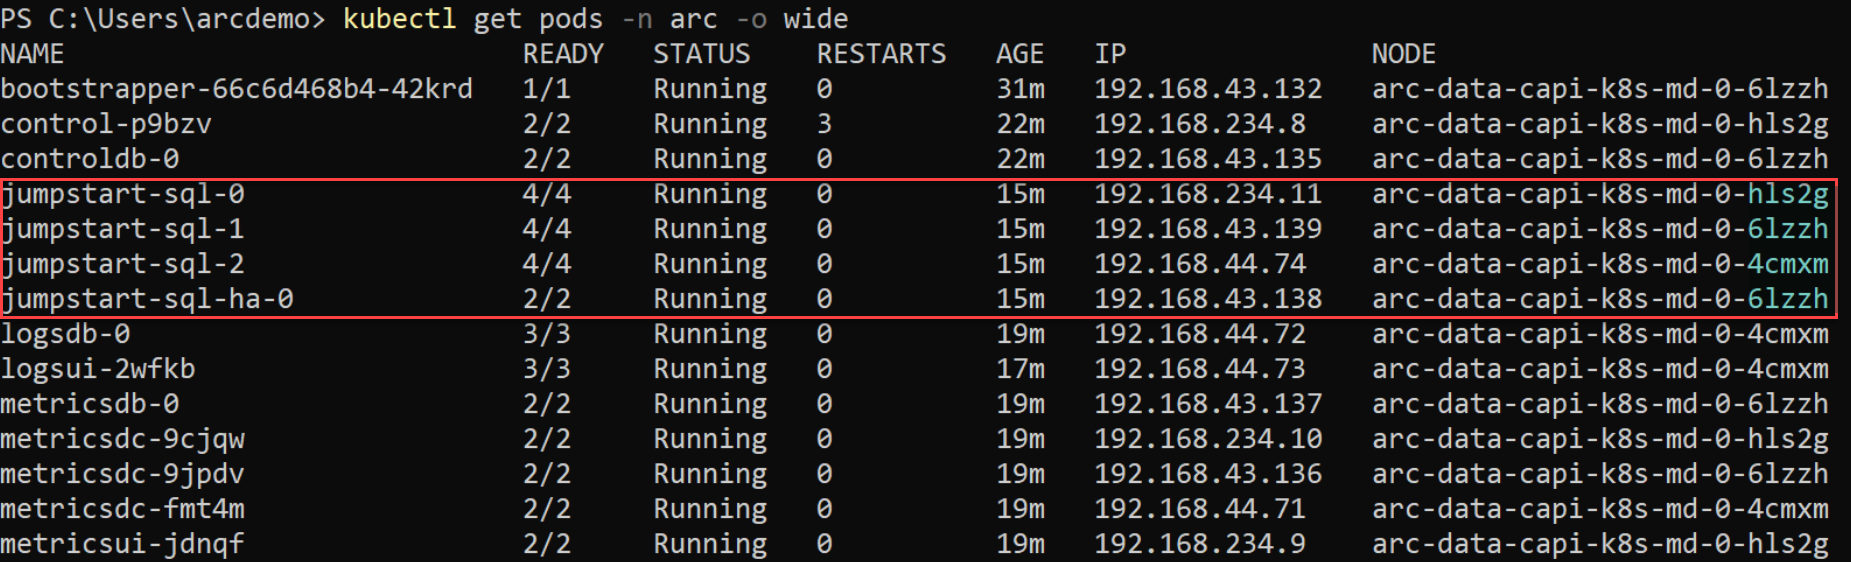 PS C:\Users\arcdemo> kubectl get pods -n arc -o wide
NAME READY STATUS RESTARTS AGE IP NODE
bootstrapper-66c6d468b4-42krd 1/1 Running 0 31m 192.168.43.132 arc-data-capi-k8s-md-0-6lzzh
control-p9bzv 2/2 Running 3 22m 192.168.234.8 arc-data-capi-k8s-md-0-hls2g
controldb-0 2/2 Running 0 22m 192.168.43.135 arc-data-capi-k8s-md-0-6lzzh
jumpstart-sql-0 4/4 Running 0 15m 192.168.234.11 arc-data-capi-k8s-md-0-hls2g
jumpstart-sql-1 4/4 Running 0 15m 192.168.43.139 arc-data-capi-k8s-md-0-6lzzh
jumpstart-sql-2 4/4 Running 0 15m 192.168.44.74 arc-data-capi-k8s-md-0-4cmxm
jumpstart-sql-ha-0 2/2 Running 0 15m 192.168.43.138 arc-data-capi-k8s-md-0-6lzzh
logsdb-0 3/3 Running 0 19m 192.168.44.72 arc-data-capi-k8s-md-0-4cmxm
logsui-2wfkb 3/3 Running 0 17m 192.168.44.73 arc-data-capi-k8s-md-0-4cmxm
metricsdb-0 2/2 Running 0 19m 192.168.43.137 arc-data-capi-k8s-md-0-6lzzh
metricsdc-9cjqw 2/2 Running 0 19m 192.168.234.10 arc-data-capi-k8s-md-0-hls2g
metricsdc-9jpdv 2/2 Running 0 19m 192.168.43.136 arc-data-capi-k8s-md-0-6lzzh
metricsdc-fmt4m 2/2 Running 0 19m 192.168.44.71 arc-data-capi-k8s-md-0-4cmxm
metricsui-jdnqf 2/2 Running 0 19m 192.168.234.9 arc-data-capi-k8s-md-0-hls2g